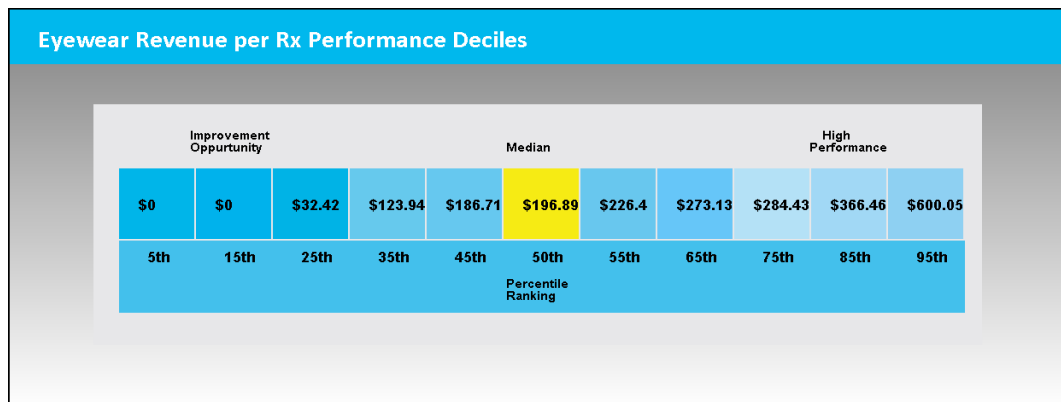 Eyewear Revenue per Rx Performance Deciles
Improvement
Oppurtunity
Median
High
Performance
$0 $0 $32.42 $123.94 $186.71 $196.89 $226.4 $273.13 $284.43 $366.46 $600.05
5th 15th 25th 35th 45th 50th 55th 65th 75th 85th 95th
Percentile
Ranking